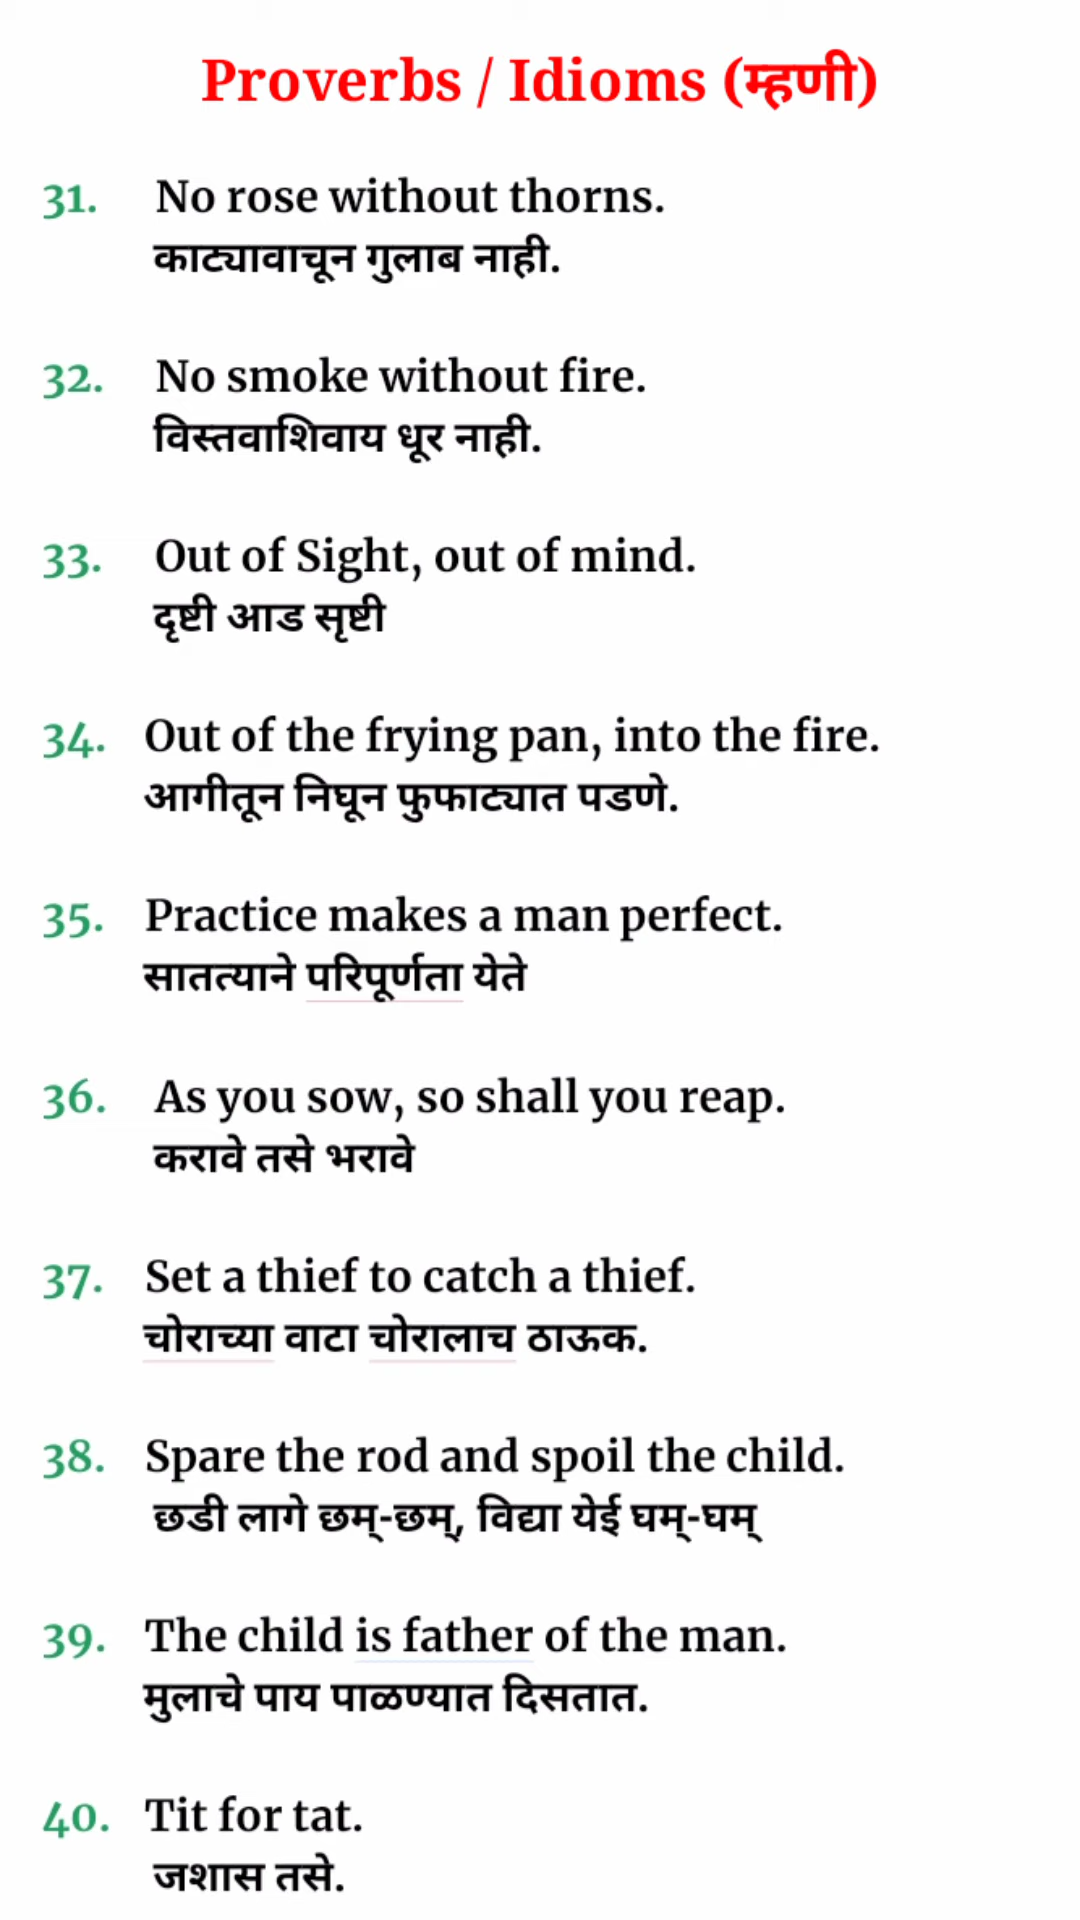 Proverbs / Idioms (म्हणी)
31. No rose without thorns.
काट्यावाचून गुलाब नाही.
32. No smoke without fire.
विस्तवाशिवाय धूर नाही.
33. Out of Sight, out of mind.
दृष्टी आड सृष्टी
34. Out of the frying pan, into the fire.
आगीतून निघून फुफाट्यात पडणे.
35. Practice makes a man perfect.
सातत्याने परिपूर्णता येते
36. As you sow, so shall you reap.
करावे तसे भरावे
37. Set a thief to catch a thief.
चोराच्या वाटा चोरालाच ठाऊक.
38. Spare the rod and spoil the child.
छडी लागे छम्-छम्, विद्या येई घम्-घम्
39. The child is father of the man.
मुलाचे पाय पाळण्यात दिसतात.
40. Tit for tat.
जशास तसे.